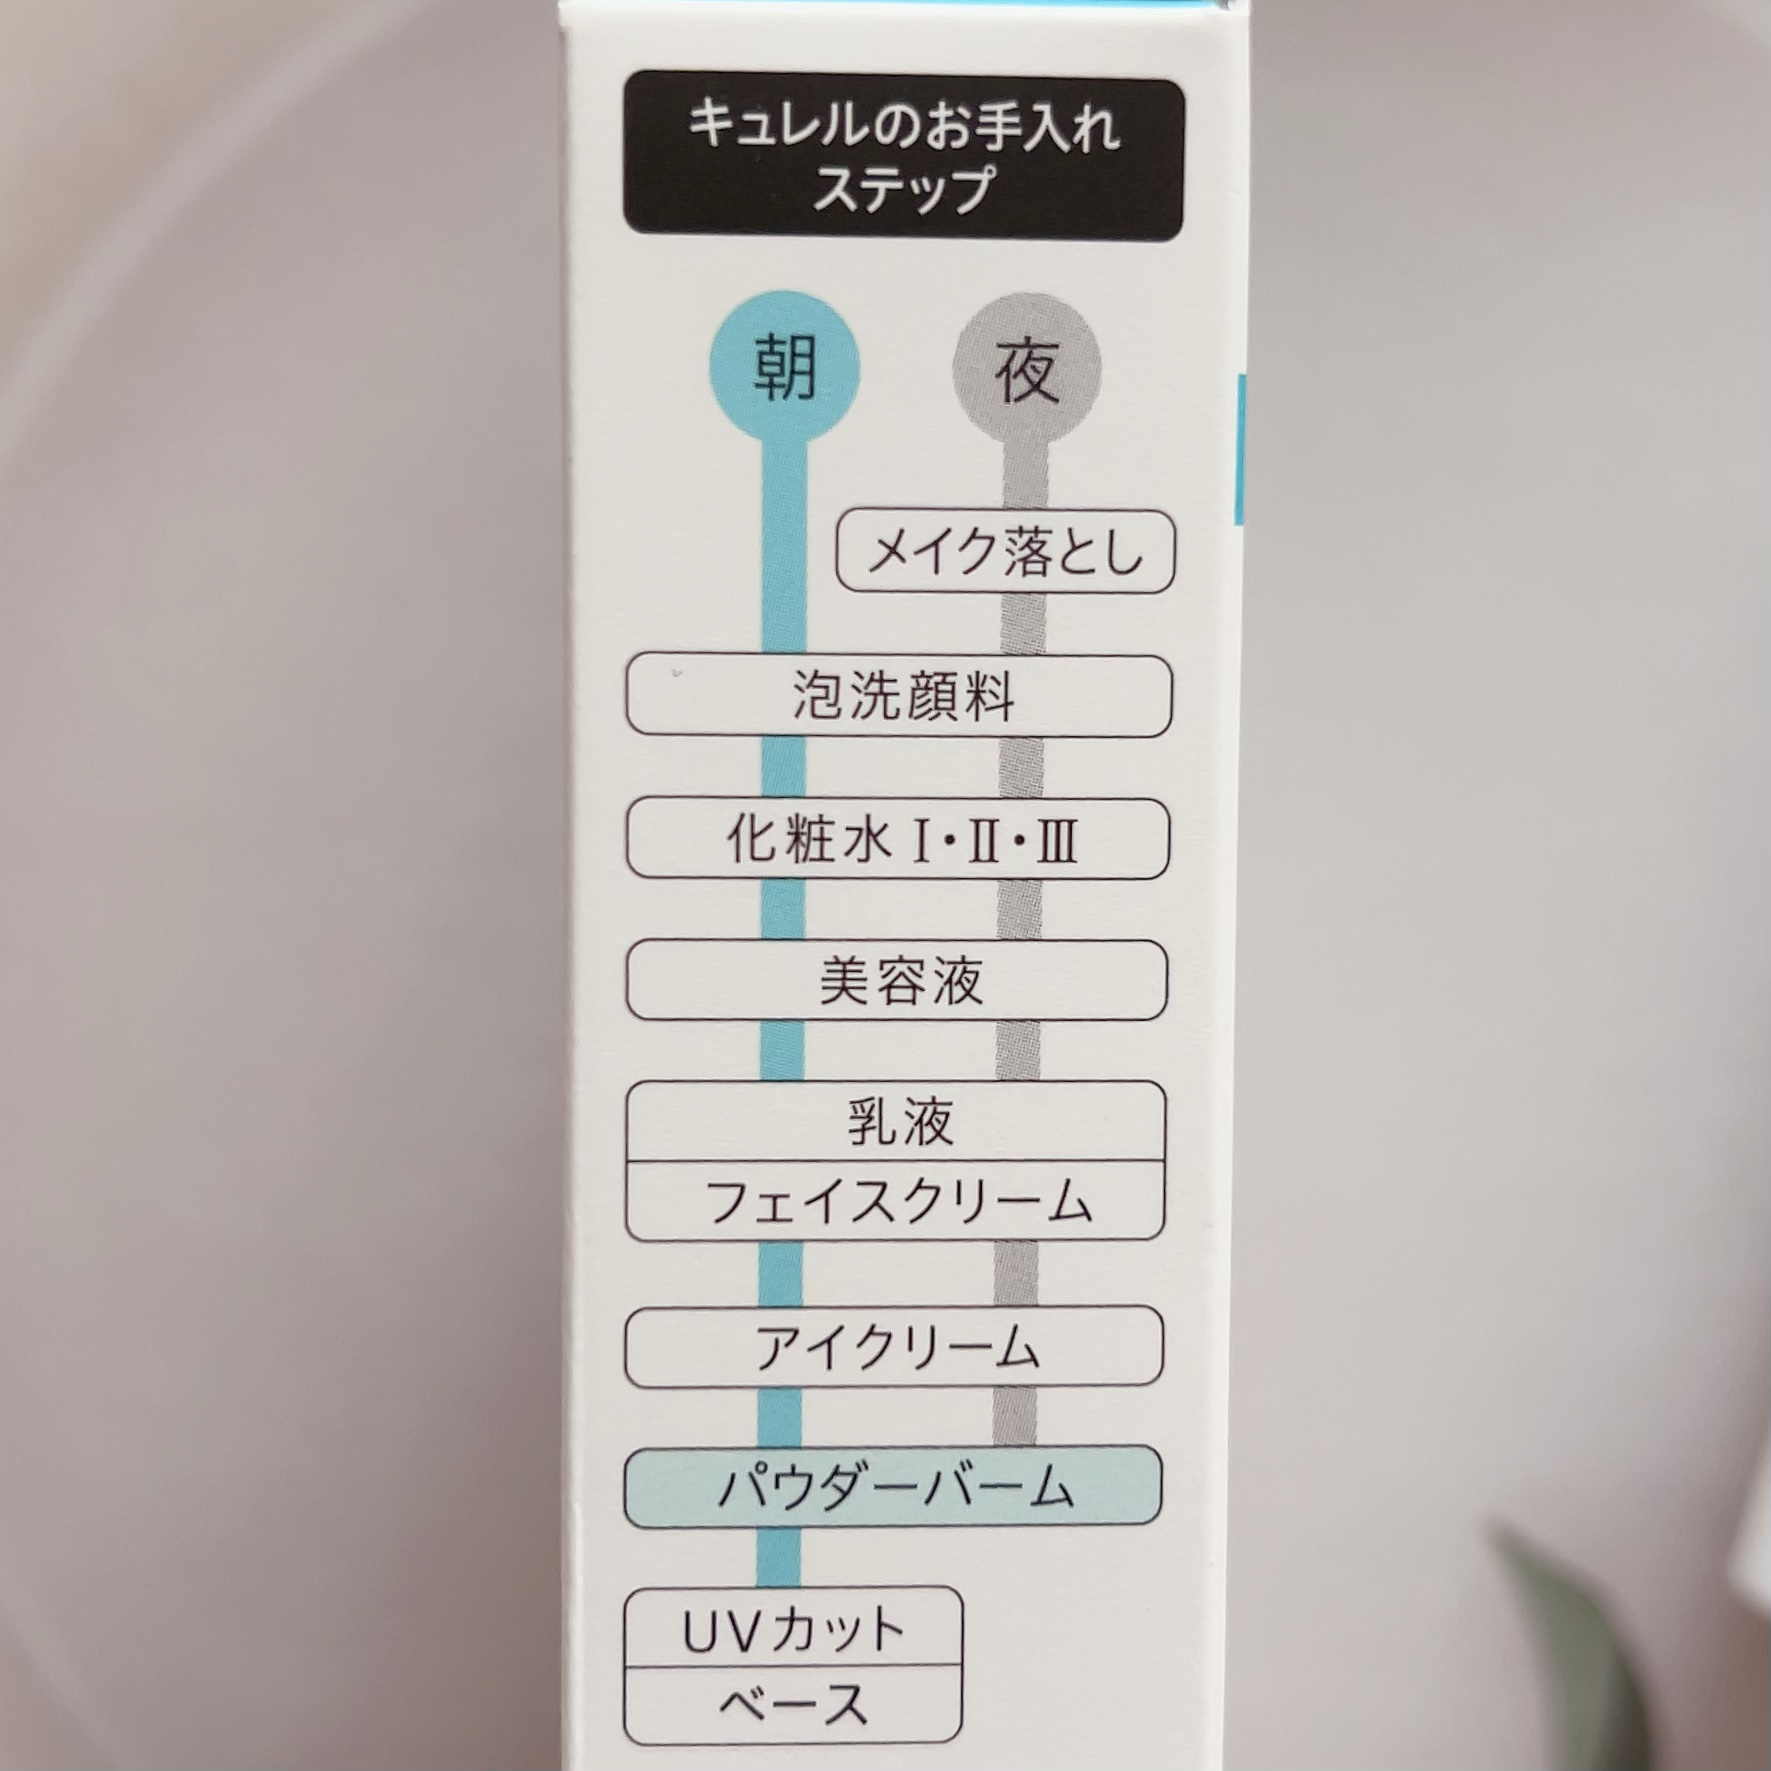 キュレルのお手入れ
ステップ
朝
夜
メイク落とし
泡洗顔料
化粧水 Ⅰ・Ⅱ・Ⅲ
美容液
乳液
フェイスクリーム
アイクリーム
パウダーバーム
UVカット
ベース